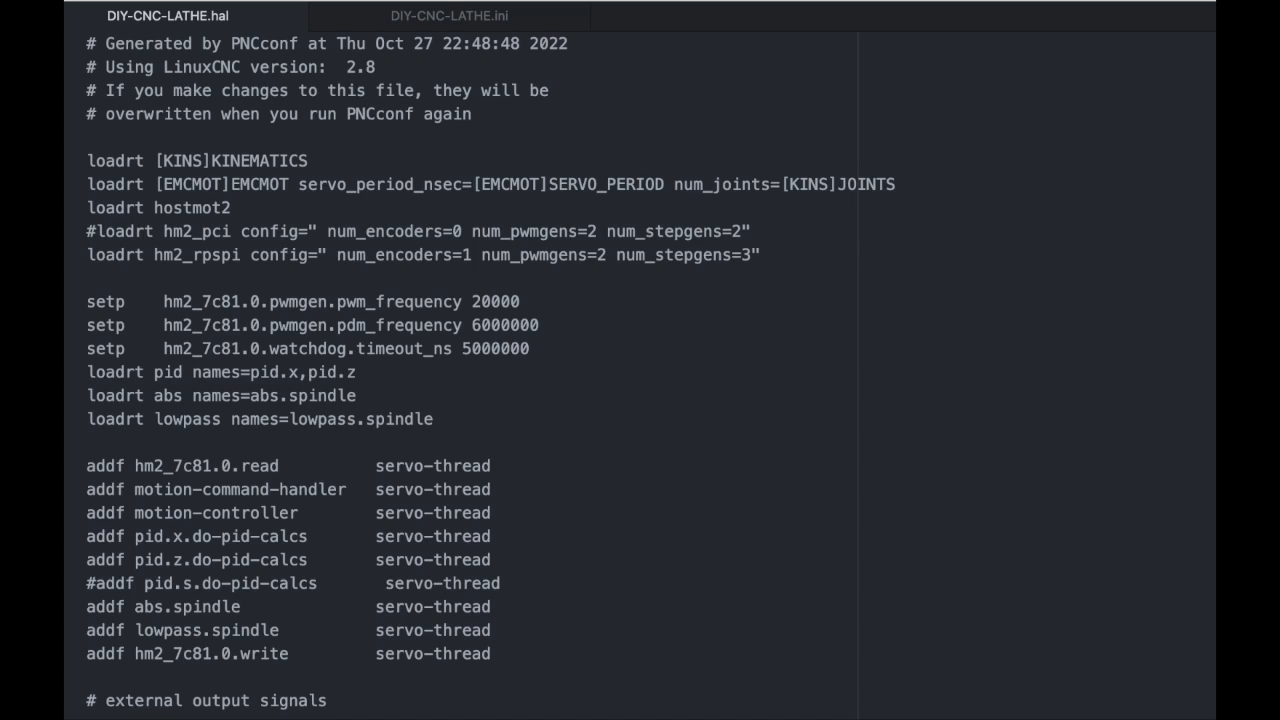 DIY-CNC-LATHE.hal
DIY-CNC-LATHE.ini
# Generated by PNCconf at Thu Oct 27 22:48:48 2022
# Using LinuxCNC version:  2.8
# If you make changes to this file, they will be
# overwritten when you run PNCconf again
loadrt [KINS]KINEMATICS
loadrt [EMCMOT]EMCMOT servo_period_nsec=[EMCMOT]SERVO_PERIOD num_joints=[KINS]JOINTS
loadrt hostmot2
#loadrt hm2_pci config=" num_encoders=0 num_pwmgens=2 num_stepgens=2"
loadrt hm2_rpspi config=" num_encoders=1 num_pwmgens=2 num_stepgens=3"
setp    hm2_7c81.0.pwmgen.pwm_frequency 20000
setp    hm2_7c81.0.pwmgen.pdm_frequency 6000000
setp    hm2_7c81.0.watchdog.timeout_ns 5000000
loadrt pid names=pid.x,pid.z
loadrt abs names=abs.spindle
loadrt lowpass names=lowpass.spindle
addf hm2_7c81.0.read          servo-thread
addf motion-command-handler   servo-thread
addf motion-controller        servo-thread
addf pid.x.do-pid-calcs       servo-thread
addf pid.z.do-pid-calcs       servo-thread
#addf pid.s.do-pid-calcs       servo-thread
addf abs.spindle              servo-thread
addf lowpass.spindle          servo-thread
addf hm2_7c81.0.write         servo-thread
# external output signals